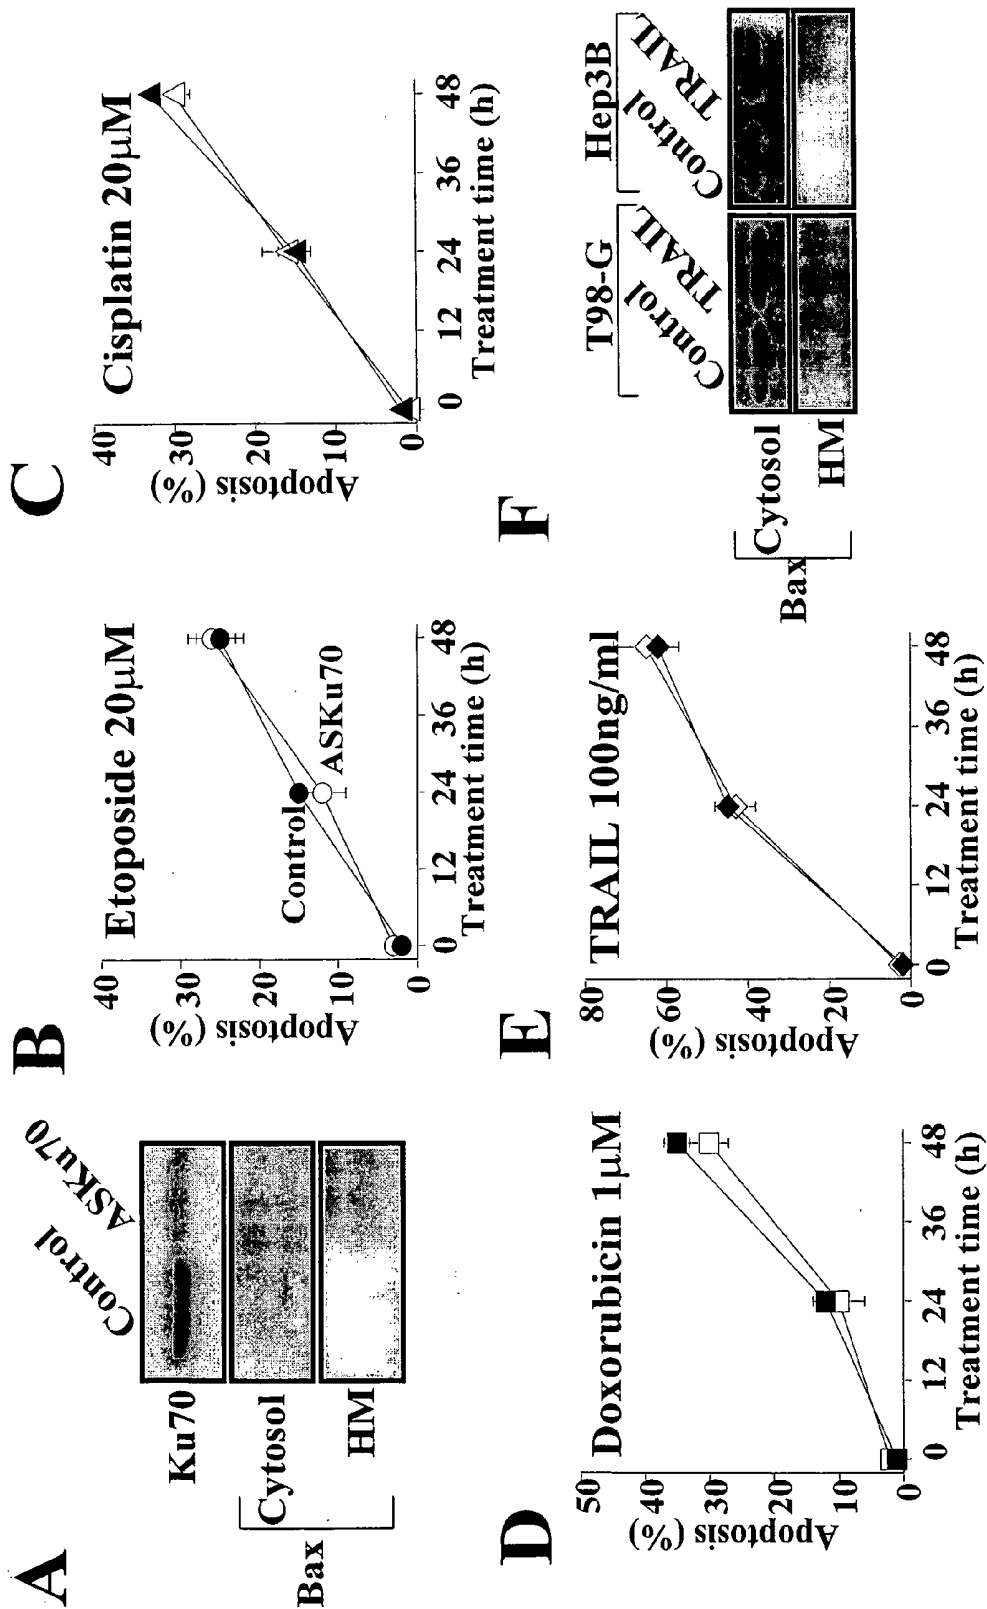 A
Control ASKu70
Ku70
Cytosol
HM
Bax
B
Etoposide 20μM
Apoptosis (%)
40
30
20
10
0
Control
ASKu70
0 12 24 36 48
Treatment time (h)
C
Cisplatin 20μM
Apoptosis (%)
40
30
20
10
0
0 12 24 36 48
Treatment time (h)
D
Doxorubicin 1μM
Apoptosis (%)
50
40
30
20
10
0
0 12 24 36 48
Treatment time (h)
E
TRAIL 100ng/ml
Apoptosis (%)
80
60
40
20
0
0 12 24 36 48
Treatment time (h)
F
T98-G Hep3B
Control TRAIL Control TRAIL
Cytosol
HM
Bax